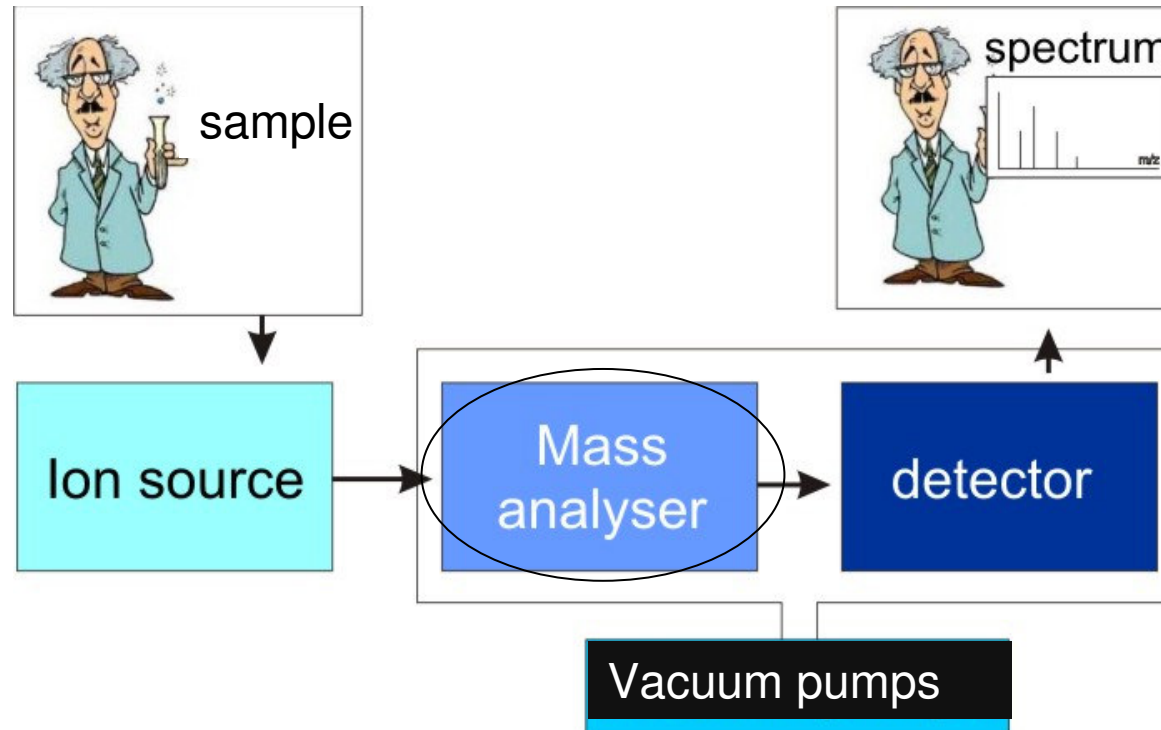 sample
spectrum
m/z
Ion source
Mass
analyser
detector
Vacuum pumps